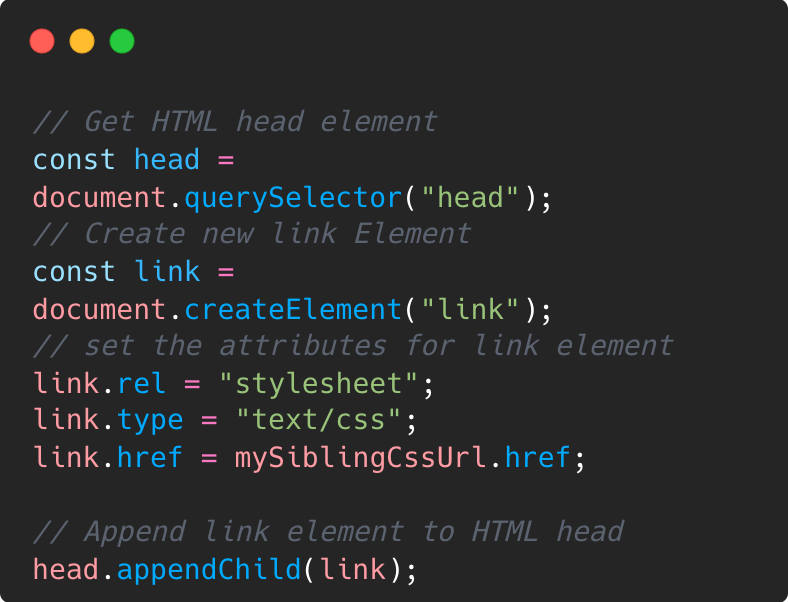 // Get HTML head element
const head =
document.querySelector("head");
// Create new link Element
const link =
document.createElement("link");
// set the attributes for link element
link.rel = "stylesheet";
link.type = "text/css";
link.href = mySiblingCssUrl.href;

// Append link element to HTML head
head.appendChild(link);